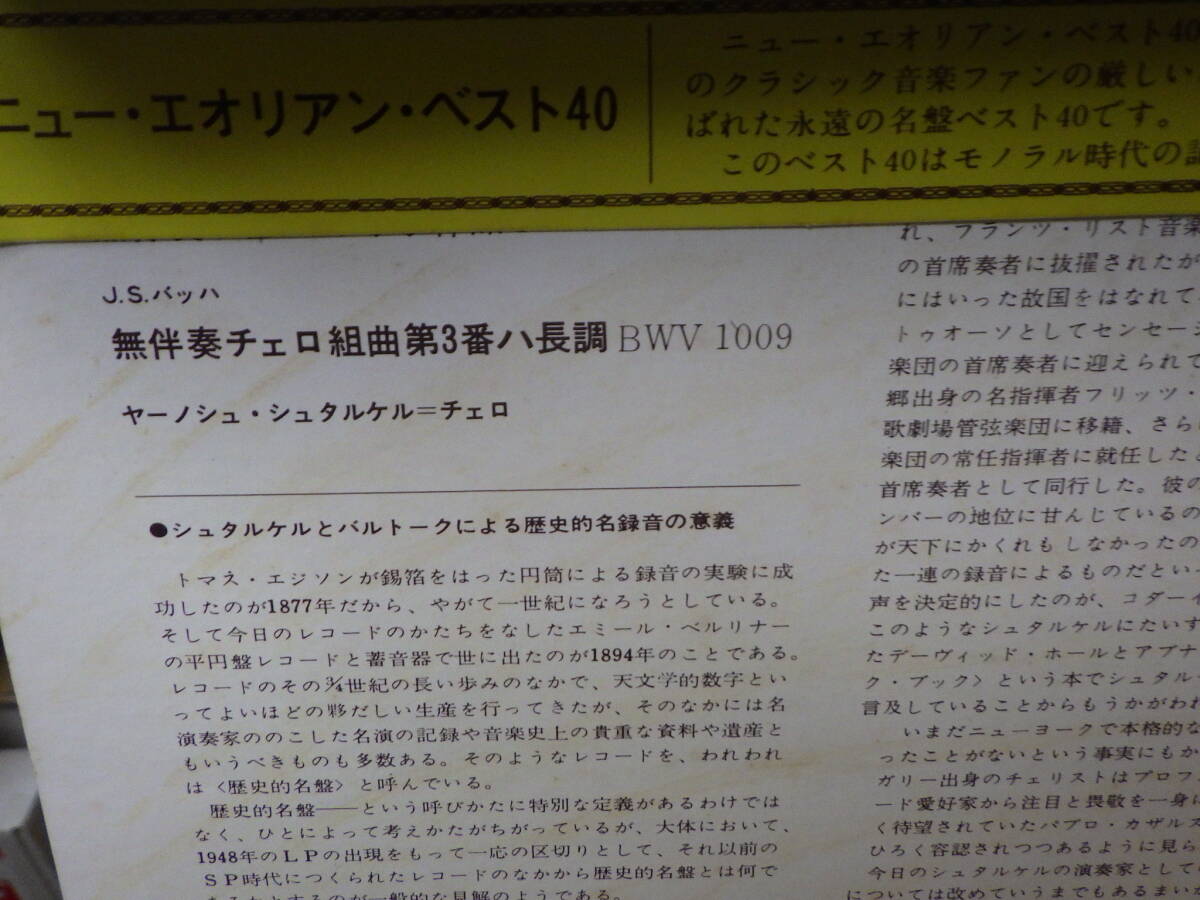 ニュー・エオリアン・ベスト40
ニュー・エオリアン・ベスト40
のクラシック音楽ファンの厳しい
ばれた永遠の名盤ベスト40です。
このベスト40はモノラル時代の
J.S.バッハ
無伴奏チェロ組曲第3番ハ長調 BWV 1009
ヤーノシュ・シュタルケル=チェロ
●シュタルケルとバルトークによる歴史的名録音の意義
トマス・エジソンが錫箔をはった円筒による録音の実験に成
功したのが1877年だから、やがて一世紀になろうとしている。
そして今日のレコードのかたちをなしたエミール・ベルリナー
の平円盤レコードと蓄音器で世に出たのが1894年のことである。
レコードのその¾世紀の長い歩みのなかで、天文学的数字とい
ってよいほどの夥だしい生産を行ってきたが、そのなかには名
演奏家ののこした名演の記録や音楽史上の貴重な資料や遺産と
もいうべきものも多数ある。そのようなレコードを、われわれ
は〈歴史的名盤〉と呼んでいる。
歴史的名盤――という呼びかたに特別な定義があるわけでは
なく、ひとによって考えかたがちがっているが、大体において、
1948年のLPの出現をもって一応の区切りとして、それ以前の
SP時代につくられたレコードのなかから歴史的名盤とは何で
あるかとするのが一般的な見解のようである。
れ、フランツ・リスト音楽
の首席奏者に抜擢されたが
にはいった故国をはなれて
トゥオーソとしてセンセー
楽団の首席奏者に迎えられて
郷出身の名指揮者フリッツ・
歌劇場管弦楽団に移籍、さら
楽団の常任指揮者に就任したと
首席奏者として同行した。彼の
ンバーの地位に甘んじているの
が天下にかくれもしなかったの
た一連の録音によるものだとい
声を決定的にしたのが、コダーイ
このようなシュタルケルにたいす
たデーヴィッド・ホールとアブナ
ク・ブック〉という本でシュタル
言及していることからもうかがわれ
いまだニューヨークで本格的な
ったことがないという事実にもか
ガリー出身のチェリストはプロフ
ード愛好家から注目と畏敬を一身に
く待望されていたパブロ・カザルス
ひろく容認されつつあるように見ら
今日のシュタルケルの演奏家として
については改めていうまでもあるまいが